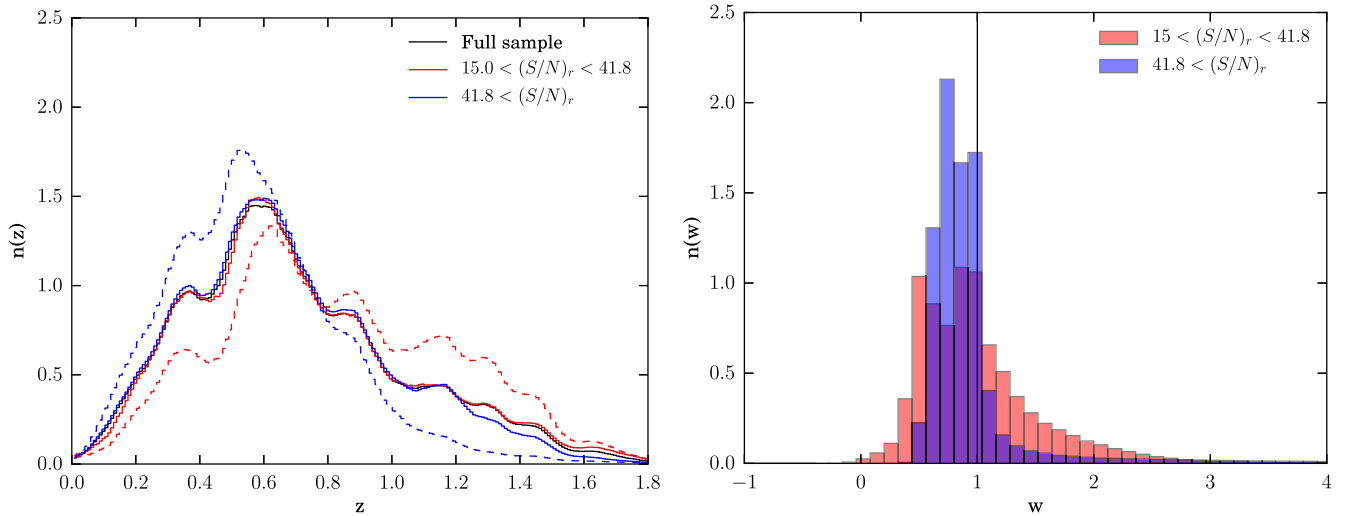 2.5
2.0
1.5
1.0
0.5
0.0
n(z)
0.0 0.2 0.4 0.6 0.8 1.0 1.2 1.4 1.6 1.8
z
Full sample
15.0 < (S/N)r < 41.8
41.8 < (S/N)r
2.5
2.0
1.5
1.0
0.5
0.0
n(w)
−1 0 1 2 3 4
w
15 < (S/N)r < 41.8
41.8 < (S/N)r